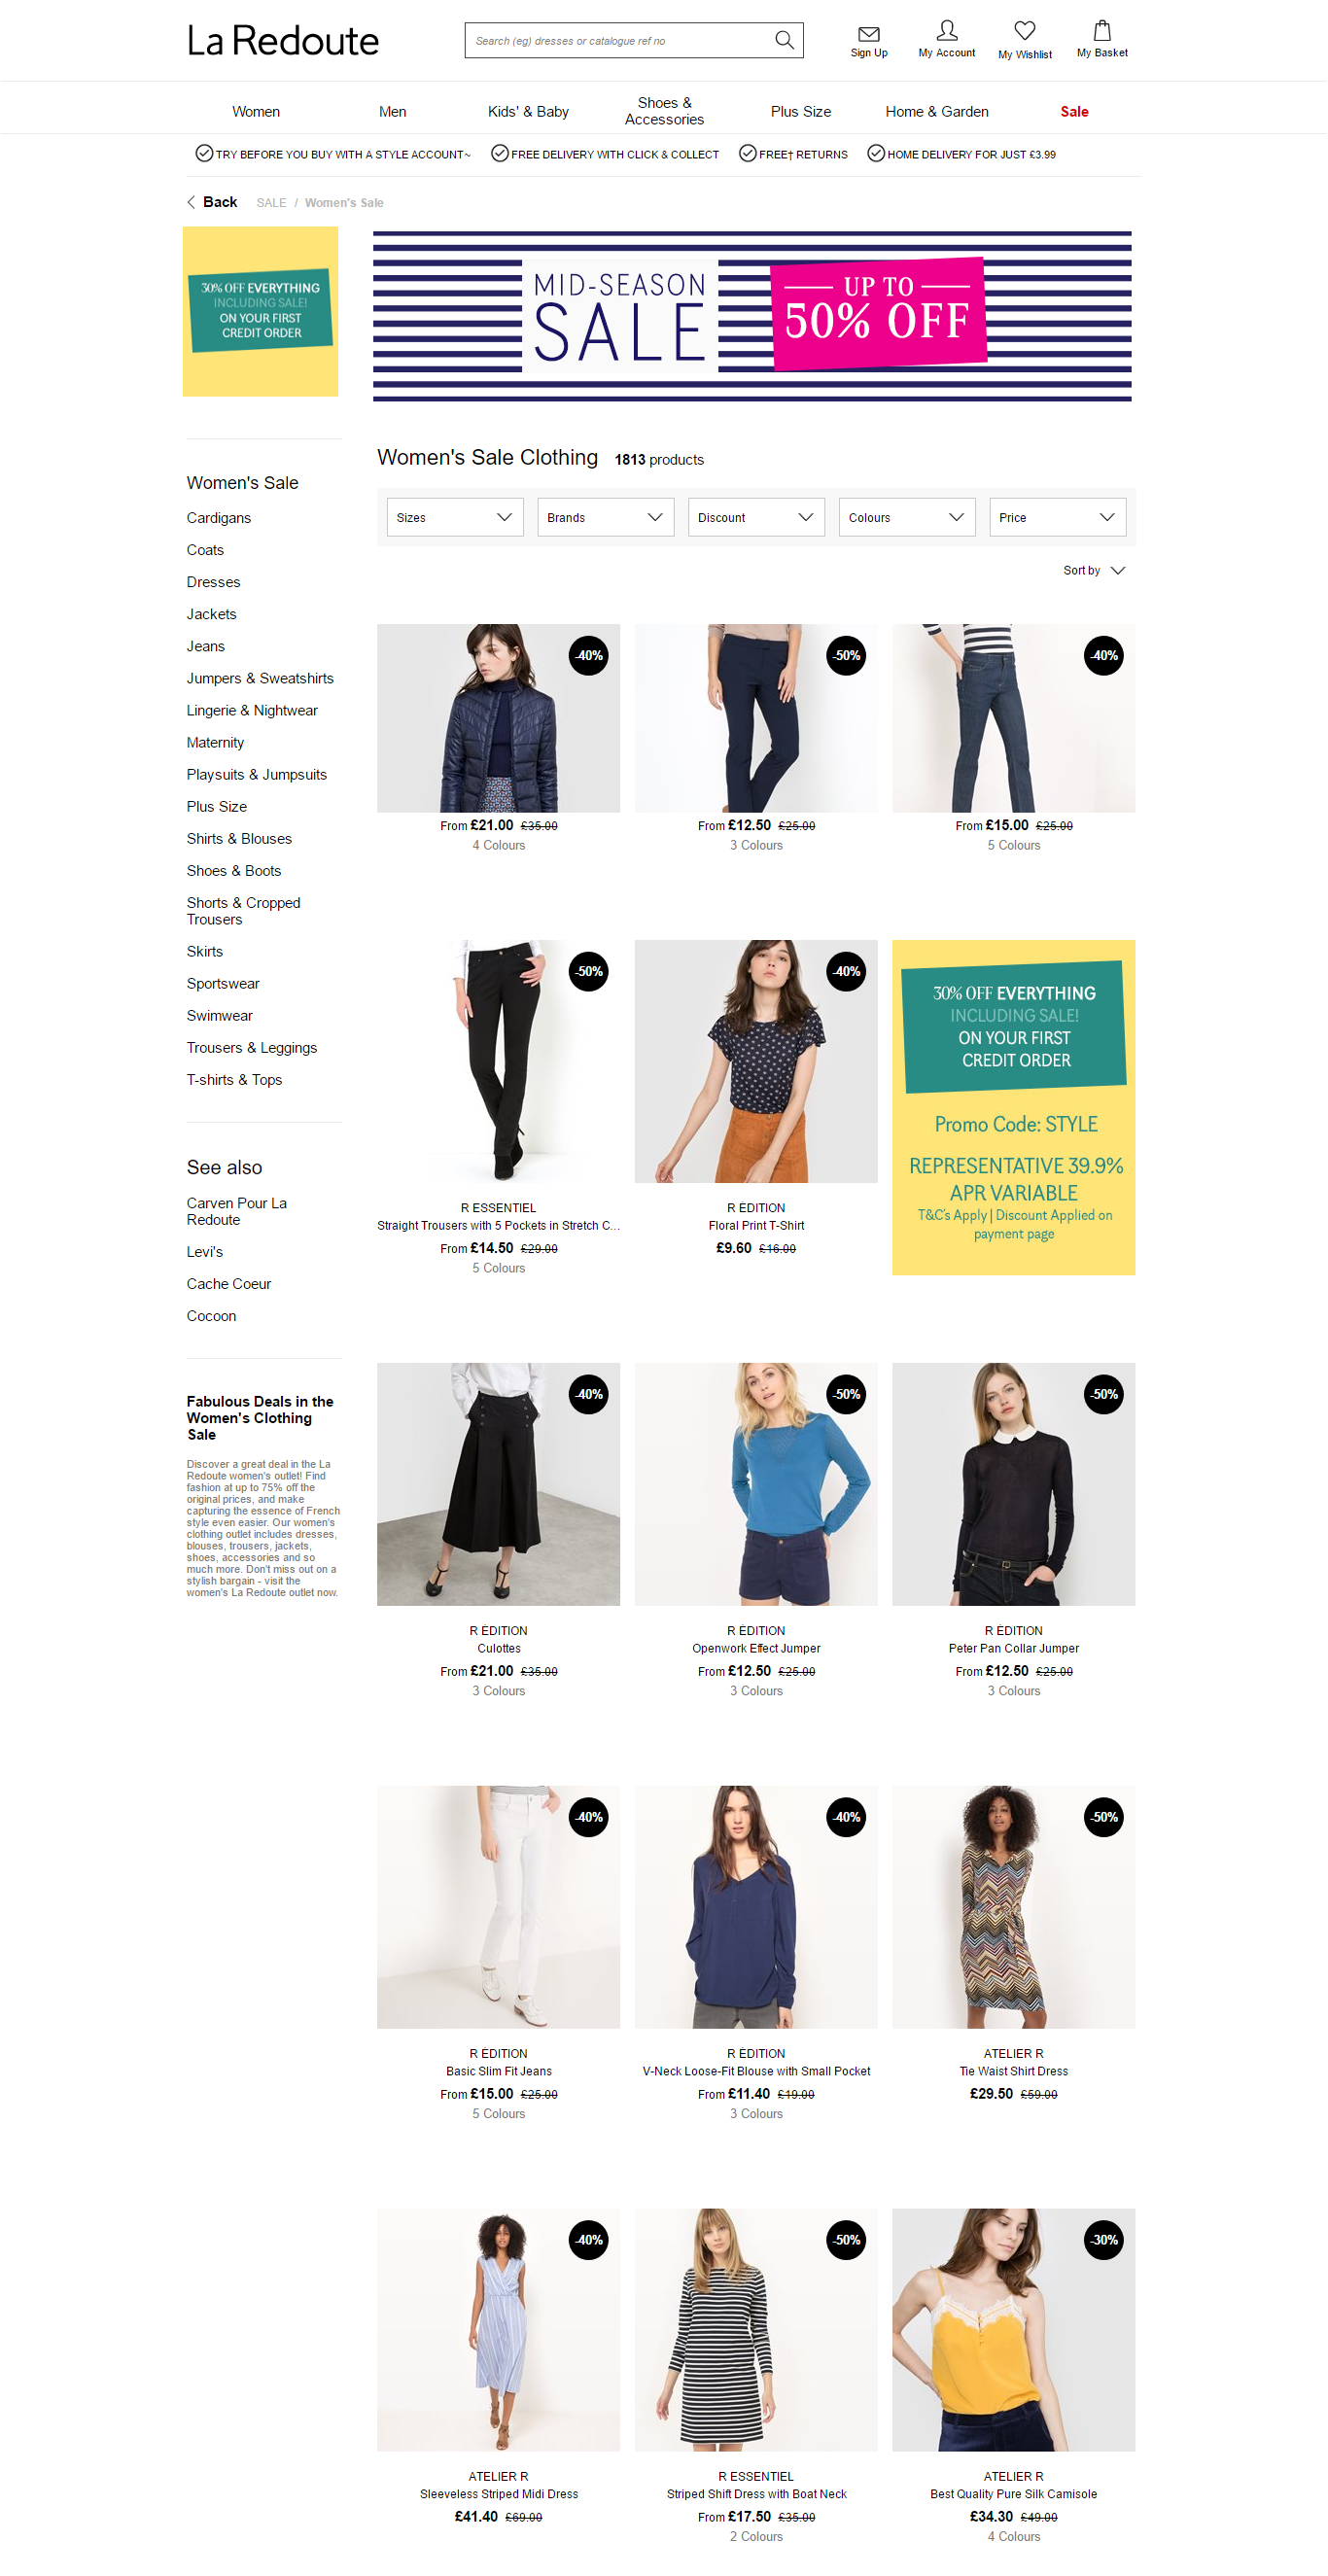 La Redoute
Search (eg) dresses or catalogue ref no
Sign Up
My Account
My Wishlist
My Basket
Women
Men
Kids' & Baby
Shoes &
Accessories
Plus Size
Home & Garden
Sale
TRY BEFORE YOU BUY WITH A STYLE ACCOUNT~
FREE DELIVERY WITH CLICK & COLLECT
FREE† RETURNS
HOME DELIVERY FOR JUST £3.99
Back
SALE / Women's Sale
30% OFF EVERYTHING
INCLUDING SALE!
ON YOUR FIRST
CREDIT ORDER
MID-SEASON
SALE
UP TO
50% OFF
Women's Sale
Cardigans
Coats
Dresses
Jackets
Jeans
Jumpers & Sweatshirts
Lingerie & Nightwear
Maternity
Playsuits & Jumpsuits
Plus Size
Shirts & Blouses
Shoes & Boots
Shorts & Cropped
Trousers
Skirts
Sportswear
Swimwear
Trousers & Leggings
T-shirts & Tops
See also
Carven Pour La
Redoute
Levi's
Cache Coeur
Cocoon
Fabulous Deals in the
Women's Clothing
Sale
Discover a great deal in the La
Redoute women's outlet! Find
fashion at up to 75% off the
original prices, and make
capturing the essence of French
style even easier. Our women's
clothing outlet includes dresses,
blouses, trousers, jackets,
shoes, accessories and so
much more. Don't miss out on a
stylish bargain - visit the
women's La Redoute outlet now.
Women's Sale Clothing 1813 products
Sizes
Brands
Discount
Colours
Price
Sort by
-40%
From £21.00 £35.00
4 Colours
-50%
From £12.50 £25.00
3 Colours
-40%
From £15.00 £25.00
5 Colours
-50%
R ESSENTIEL
Straight Trousers with 5 Pockets in Stretch C...
From £14.50 £29.00
5 Colours
-40%
R ÉDITION
Floral Print T-Shirt
£9.60 £16.00
30% OFF EVERYTHING
INCLUDING SALE!
ON YOUR FIRST
CREDIT ORDER
Promo Code: STYLE
REPRESENTATIVE 39.9%
APR VARIABLE
T&C's Apply | Discount Applied on
payment page
-40%
R ÉDITION
Culottes
From £21.00 £35.00
3 Colours
-50%
R ÉDITION
Openwork Effect Jumper
From £12.50 £25.00
3 Colours
-50%
R ÉDITION
Peter Pan Collar Jumper
From £12.50 £25.00
3 Colours
-40%
R ÉDITION
Basic Slim Fit Jeans
From £15.00 £25.00
5 Colours
-40%
R ÉDITION
V-Neck Loose-Fit Blouse with Small Pocket
From £11.40 £19.00
3 Colours
-50%
ATELIER R
Tie Waist Shirt Dress
£29.50 £59.00
-40%
ATELIER R
Sleeveless Striped Midi Dress
£41.40 £69.00
-50%
R ESSENTIEL
Striped Shift Dress with Boat Neck
From £17.50 £35.00
2 Colours
-30%
ATELIER R
Best Quality Pure Silk Camisole
£34.30 £49.00
4 Colours